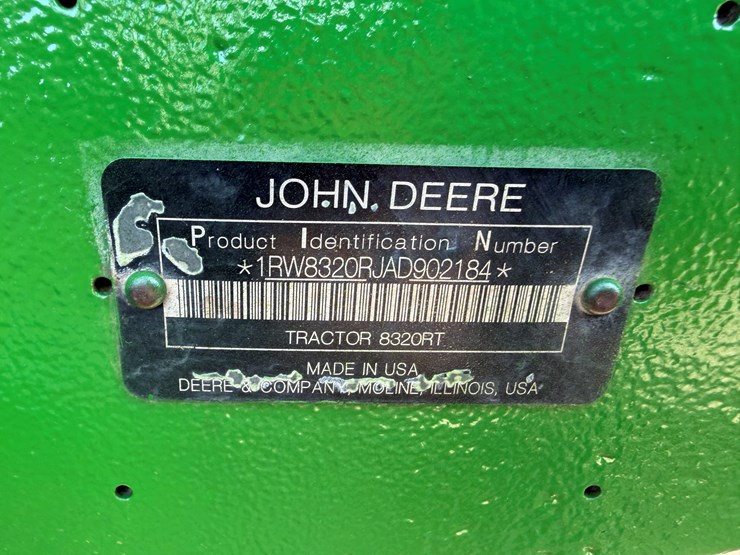 JOHN DEERE
Product Identification Number
*1RW8320RJAD902184*
TRACTOR 8320RT
MADE IN USA
DEERE & COMPANY, MOLINE, ILLINOIS, USA